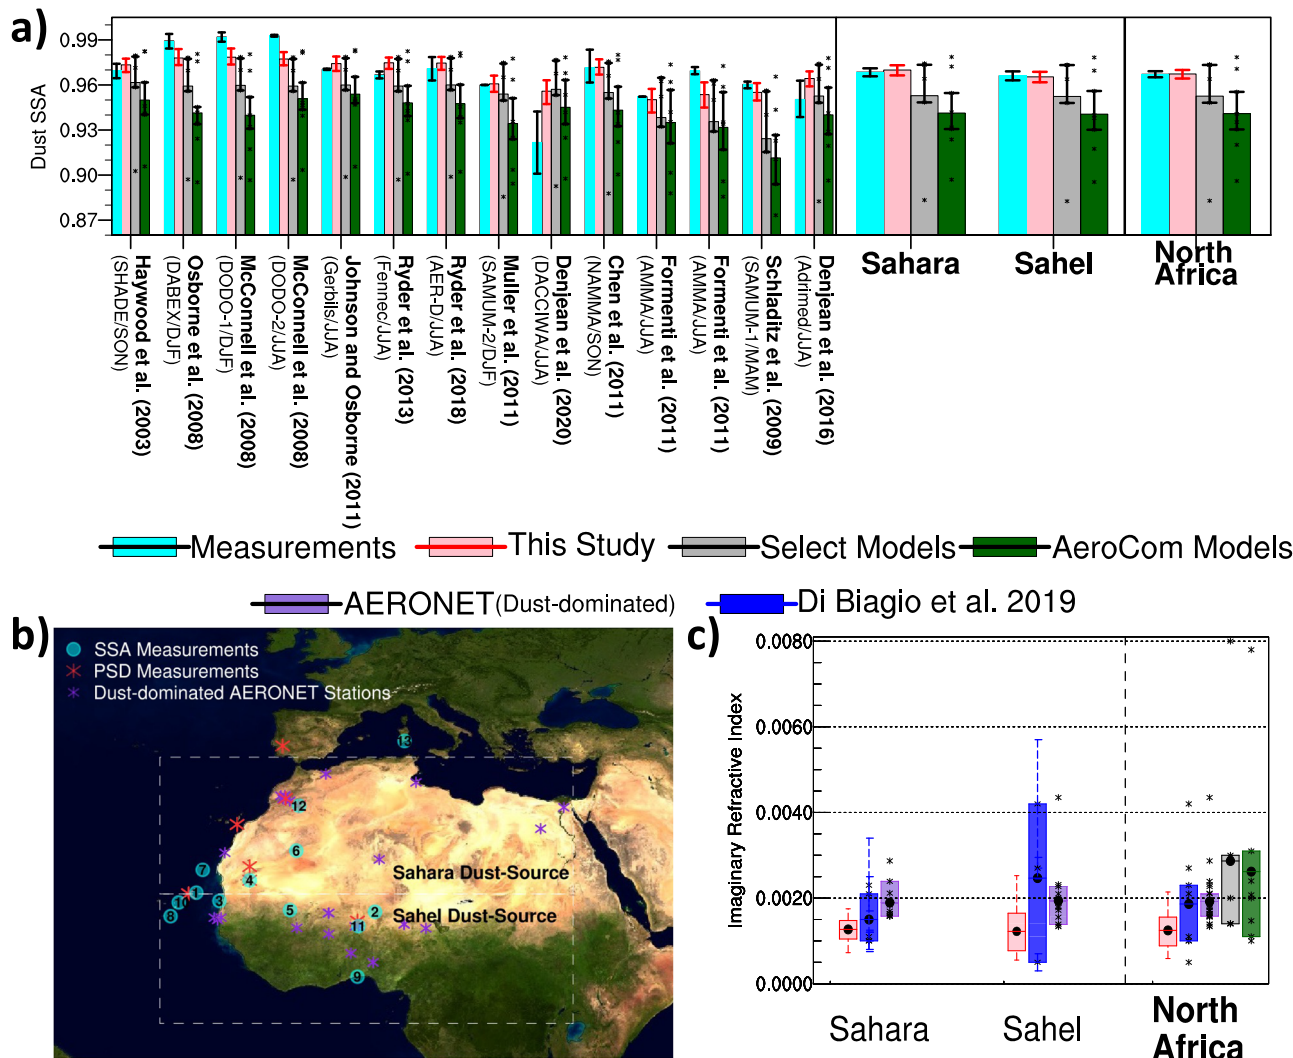 a)
Dust SSA
0.99
0.96
0.93
0.90
0.87
Haywood et al. (2003)
(SHADE/SON)
Osborne et al. (2008)
(DABEX/DJF)
McConnell et al. (2008)
(DODO-1/DJF)
McConnell et al. (2008)
(DODO-2/JJA)
Johnson and Osborne (2011)
(Gerbils/JJA)
Ryder et al. (2013)
(Fennec/JJA)
Ryder et al. (2018)
(AER-D/JJA)
Muller et al. (2011)
(SAMUM-2/DJF)
Denjean et al. (2020)
(DACCIWA/JJA)
Chen et al. (2011)
(NAMMA/SON)
Formenti et al. (2011)
(AMMA/JJA)
Formenti et al. (2011)
(AMMA/JJA)
Schladitz et al. (2009)
(SAMUM-1/MAM)
Denjean et al. (2016)
(Adrimed/JJA)
Sahara
Sahel
North
Africa
Measurements
This Study
Select Models
AeroCom Models
AERONET(Dust-dominated)
Di Biagio et al. 2019
b)
SSA Measurements
PSD Measurements
Dust-dominated AERONET Stations
13
12
6
7
4
1
3
8
5
2
11
9
Sahara Dust-Source
Sahel Dust-Source
c)
Imaginary Refractive Index
0.0080
0.0060
0.0040
0.0020
0.0000
Sahara
Sahel
North
Africa